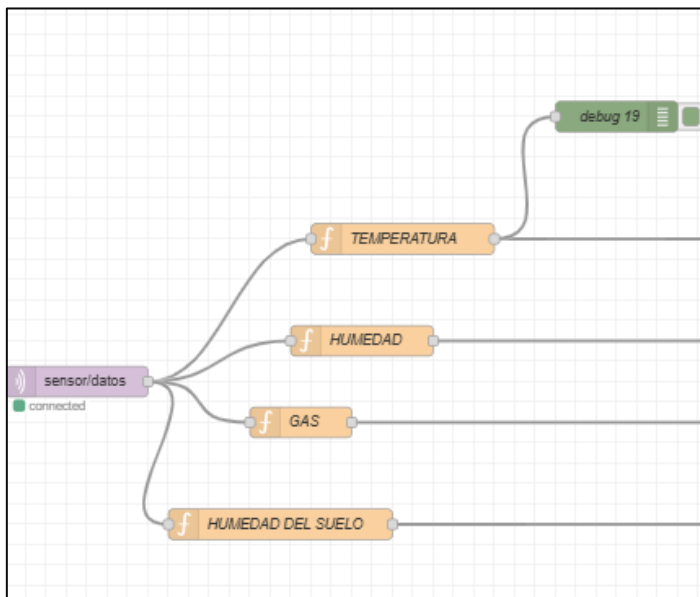 debug 19
TEMPERATURA
HUMEDAD
sensor/datos
connected
GAS
HUMEDAD DEL SUELO